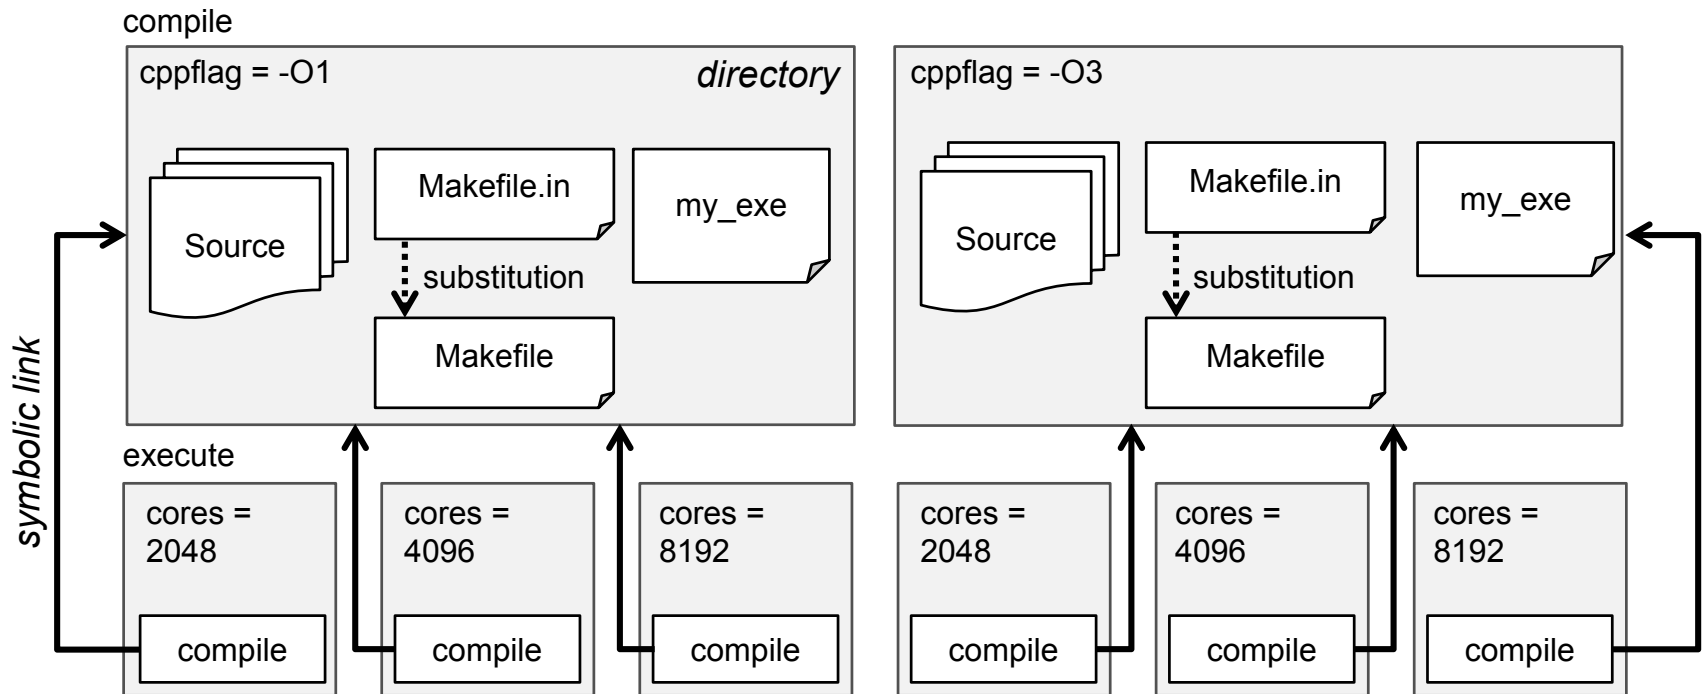 compile
cppflag = -O1
directory
Source
Makefile.in
substitution
Makefile
my_exe
cppflag = -O3
Source
Makefile.in
substitution
Makefile
my_exe
symbolic link
execute
cores =
2048
compile
cores =
4096
compile
cores =
8192
compile
cores =
2048
compile
cores =
4096
compile
cores =
8192
compile